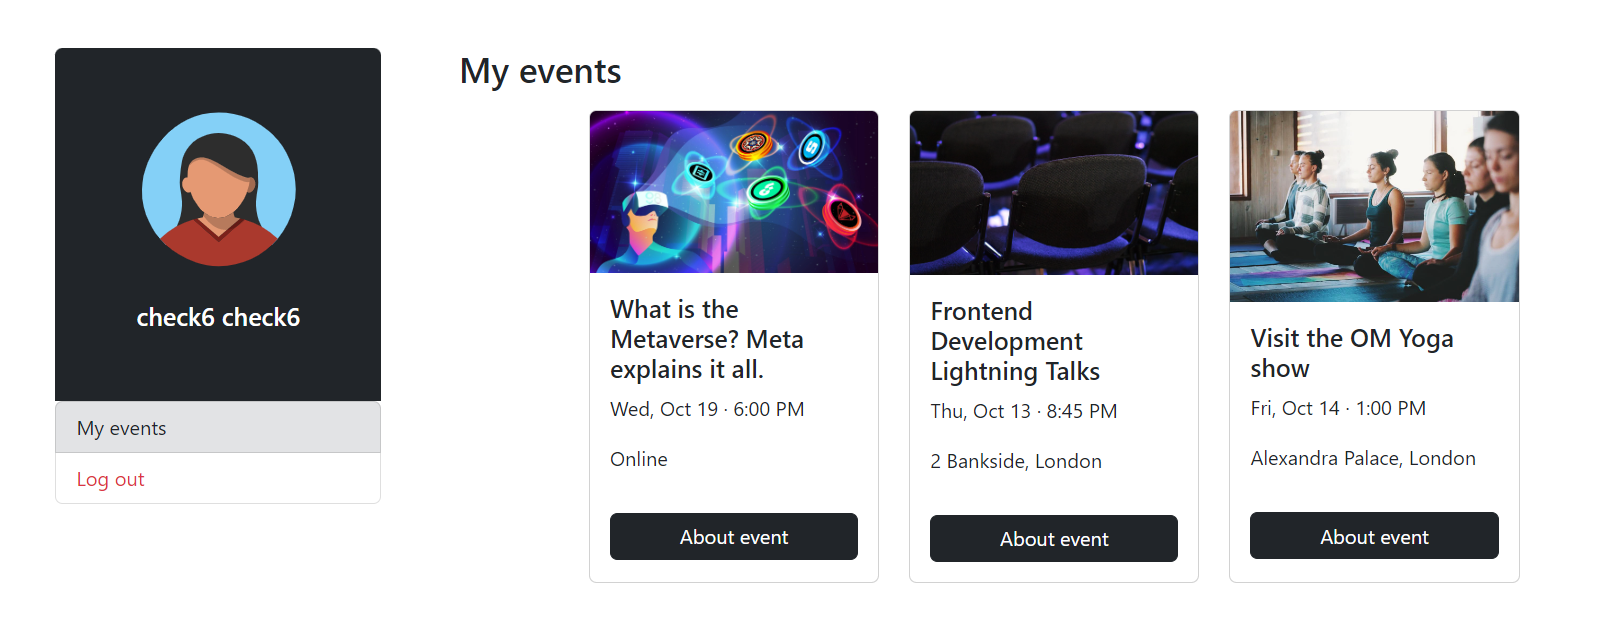 check6 check6
My events
Log out
My events
What is the
Metaverse? Meta
explains it all.
Wed, Oct 19 · 6:00 PM
Online
About event
Frontend
Development
Lightning Talks
Thu, Oct 13 · 8:45 PM
2 Bankside, London
About event
Visit the OM Yoga
show
Fri, Oct 14 · 1:00 PM
Alexandra Palace, London
About event